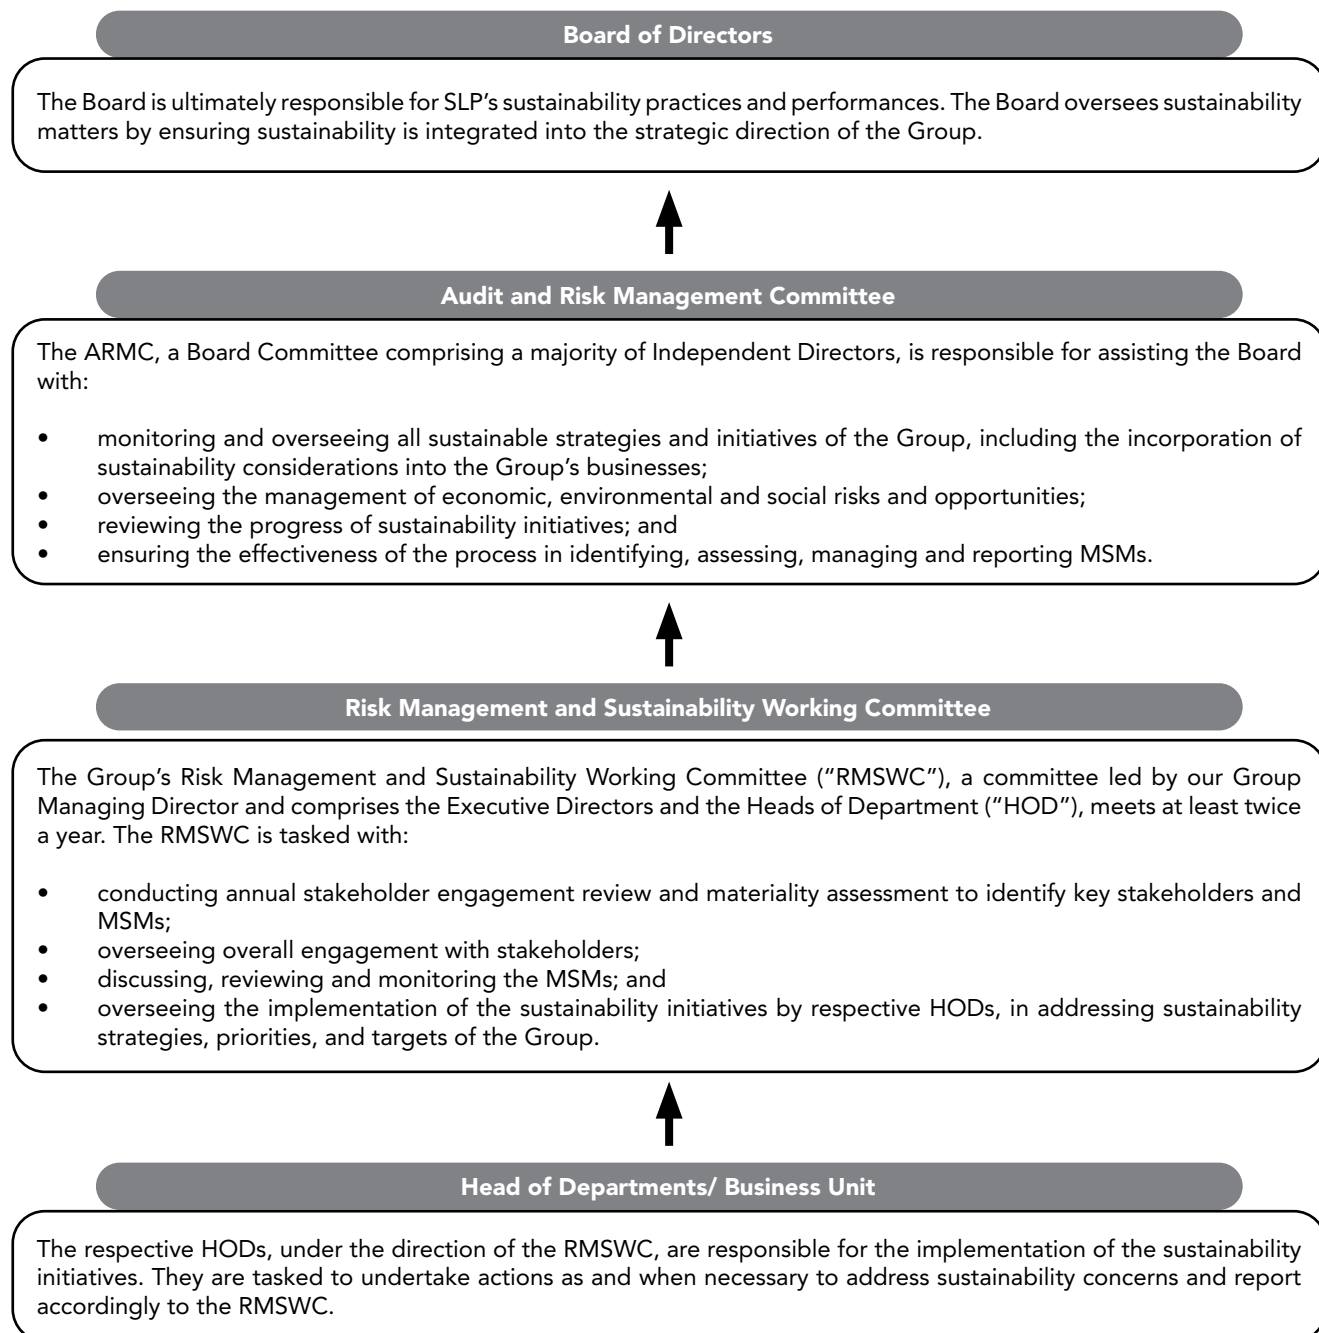 Board of Directors
The Board is ultimately responsible for SLP’s sustainability practices and performances. The Board oversees sustainability
matters by ensuring sustainability is integrated into the strategic direction of the Group.
Audit and Risk Management Committee
The ARMC, a Board Committee comprising a majority of Independent Directors, is responsible for assisting the Board
with:
• monitoring and overseeing all sustainable strategies and initiatives of the Group, including the incorporation of
sustainability considerations into the Group’s businesses;
• overseeing the management of economic, environmental and social risks and opportunities;
• reviewing the progress of sustainability initiatives; and
• ensuring the effectiveness of the process in identifying, assessing, managing and reporting MSMs.
Risk Management and Sustainability Working Committee
The Group’s Risk Management and Sustainability Working Committee (“RMSWC”), a committee led by our Group
Managing Director and comprises the Executive Directors and the Heads of Department (“HOD”), meets at least twice
a year. The RMSWC is tasked with:
• conducting annual stakeholder engagement review and materiality assessment to identify key stakeholders and
MSMs;
• overseeing overall engagement with stakeholders;
• discussing, reviewing and monitoring the MSMs; and
• overseeing the implementation of the sustainability initiatives by respective HODs, in addressing sustainability
strategies, priorities, and targets of the Group.
Head of Departments/ Business Unit
The respective HODs, under the direction of the RMSWC, are responsible for the implementation of the sustainability
initiatives. They are tasked to undertake actions as and when necessary to address sustainability concerns and report
accordingly to the RMSWC.